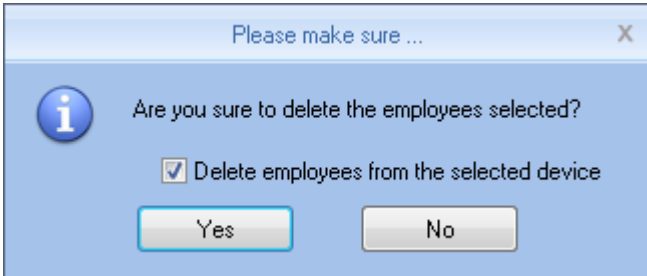 Please make sure ...
X
Are you sure to delete the employees selected?
Delete employees from the selected device
Yes
No